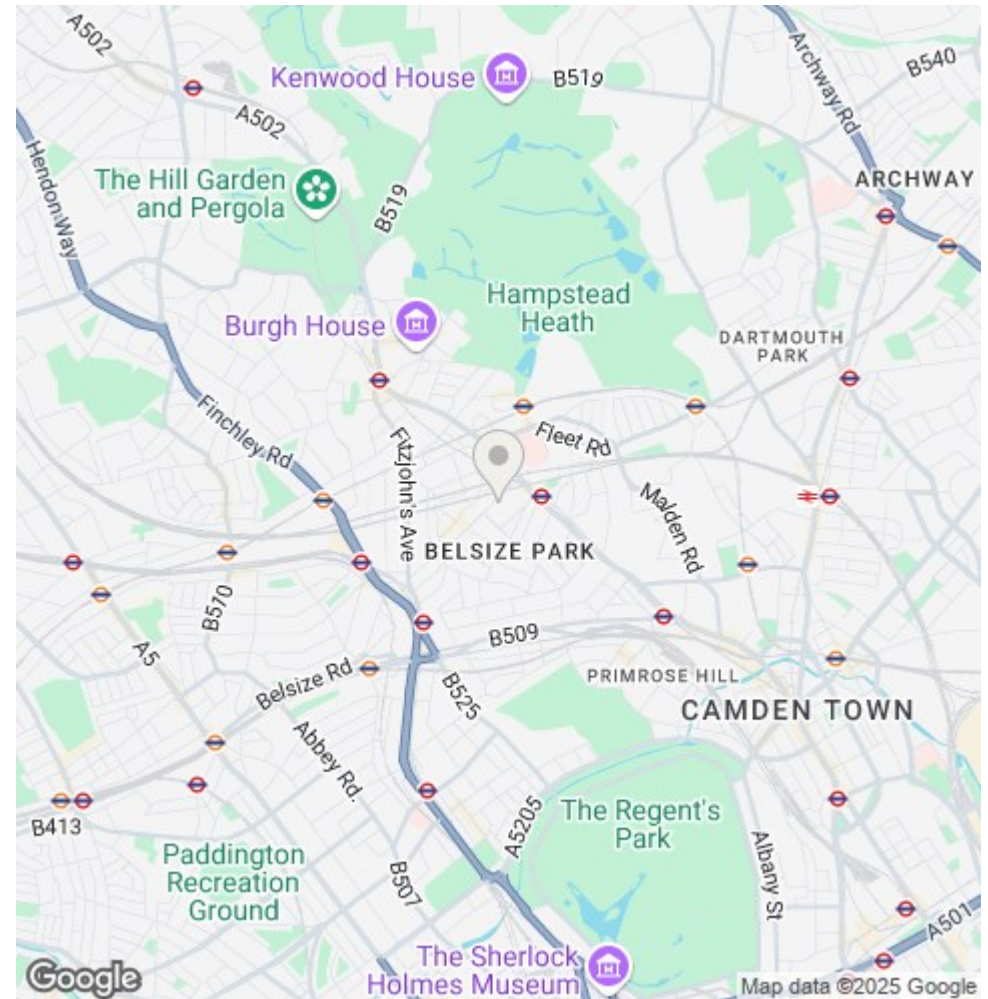 A502
Kenwood House
B519
Archway Rd
B540
A502
Hendon Way
The Hill Garden
and Pergola
B519
ARCHWAY
Hampstead
Heath
Burgh House
DARTMOUTH
PARK
Finchley Rd
Fitzjohn's Ave
Fleet Rd
Malden Rd
BELSIZE PARK
B510
A5
B509
Belsize Rd
B525
PRIMROSE HILL
CAMDEN TOWN
Abbey Rd.
B413
A5205
The Regent's
Park
Albany St
Paddington
Recreation
Ground
B507
A501
The Sherlock
Holmes Museum
Google
Map data ©2025 Google